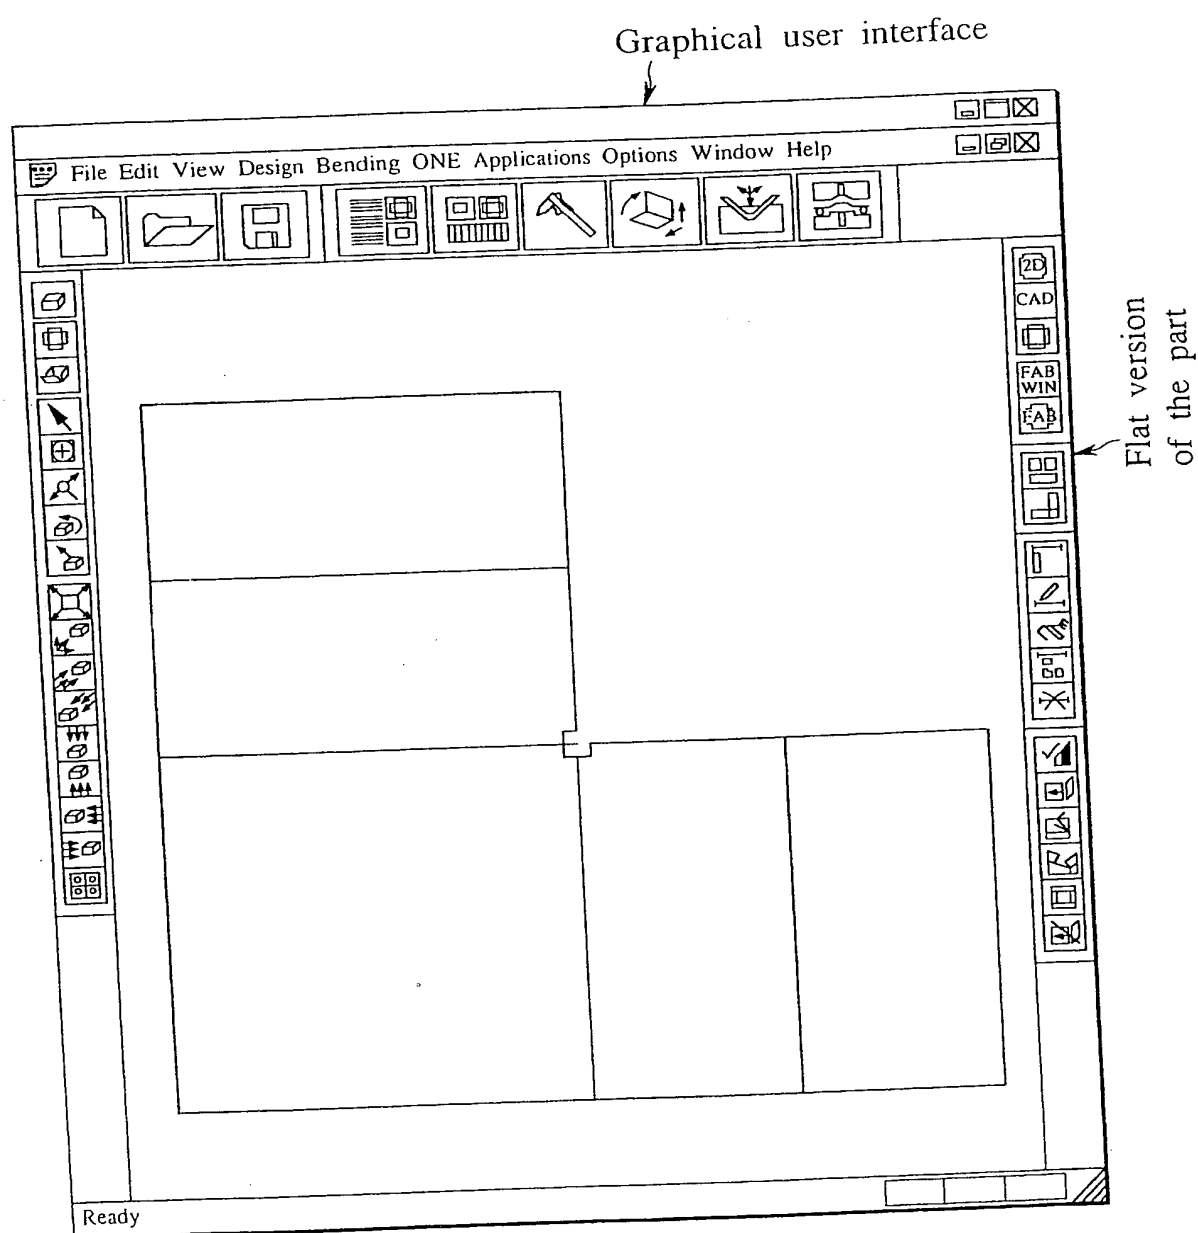 Graphical user interface
File Edit View Design Bending ONE Applications Options Window Help
2D
CAD
FAB
WIN
FAB
Flat version
of the part
Ready